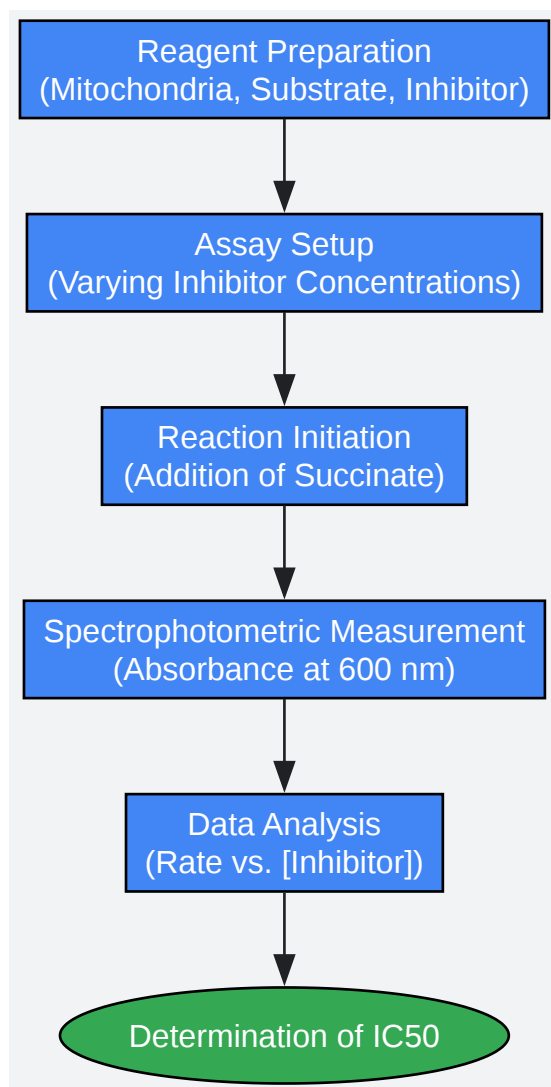 Reagent Preparation
(Mitochondria, Substrate, Inhibitor)
Assay Setup
(Varying Inhibitor Concentrations)
Reaction Initiation
(Addition of Succinate)
Spectrophotometric Measurement
(Absorbance at 600 nm)
Data Analysis
(Rate vs. [Inhibitor])
Determination of IC50